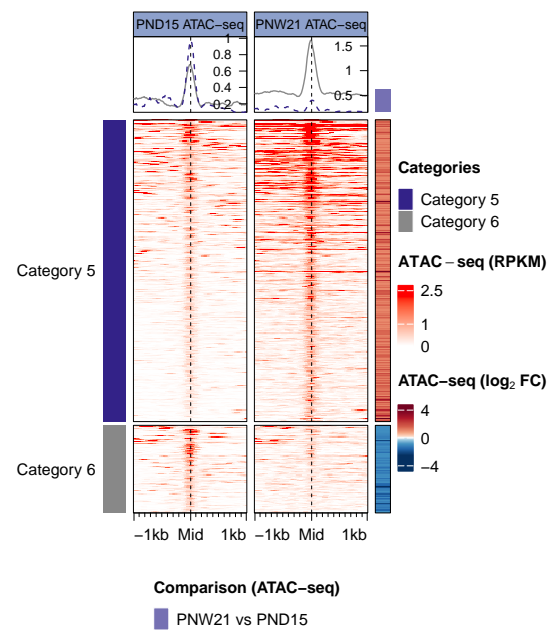 PND15 ATAC−seq PNW21 ATAC−seq
1
0.8
0.6
0.4
0.2
1.5
1
0.5
Category 5
Category 6
−1kb Mid 1kb
−1kb Mid 1kb
Categories
Category 5
Category 6
ATAC−seq (RPKM)
2.5
1
0
ATAC−seq (log₂ FC)
4
2
0
−4
Comparison (ATAC−seq)
PNW21 vs PND15